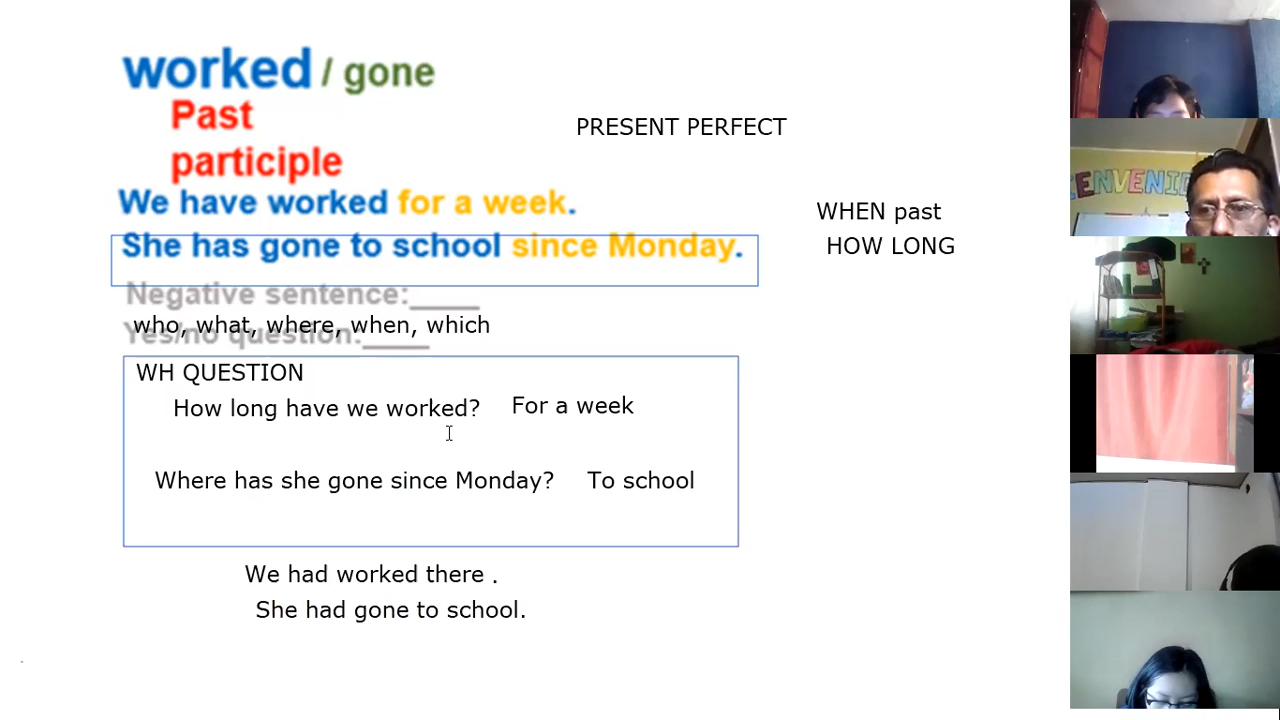 worked / gone
Past
participle
PRESENT PERFECT
We have worked for a week.
WHEN past
She has gone to school since Monday.
HOW LONG
Negative sentence:____
who, what, where, when, which
Yes/no question:____
WH QUESTION
How long have we worked? For a week
Where has she gone since Monday? To school
We had worked there .
She had gone to school.
IENVENID